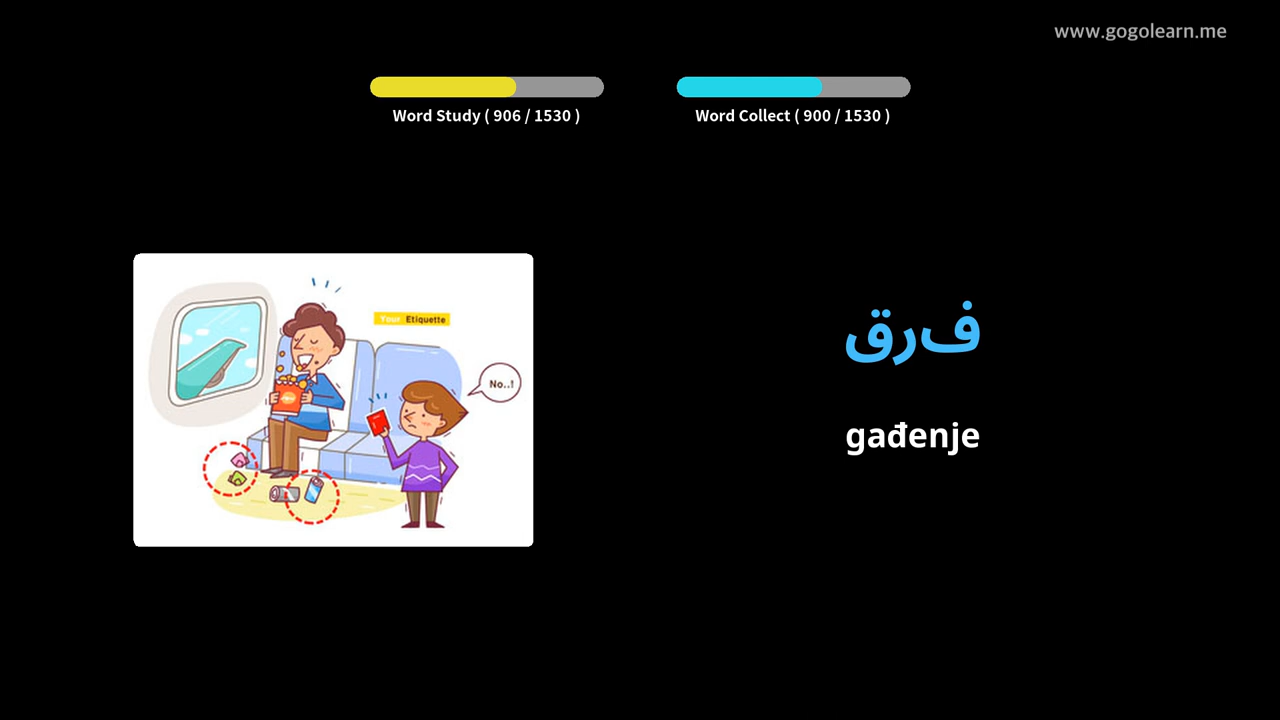 www.gogolearn.me
Word Study ( 906 / 1530 )
Word Collect ( 900 / 1530 )
Your Etiquette
No..!
فرق
gađenje